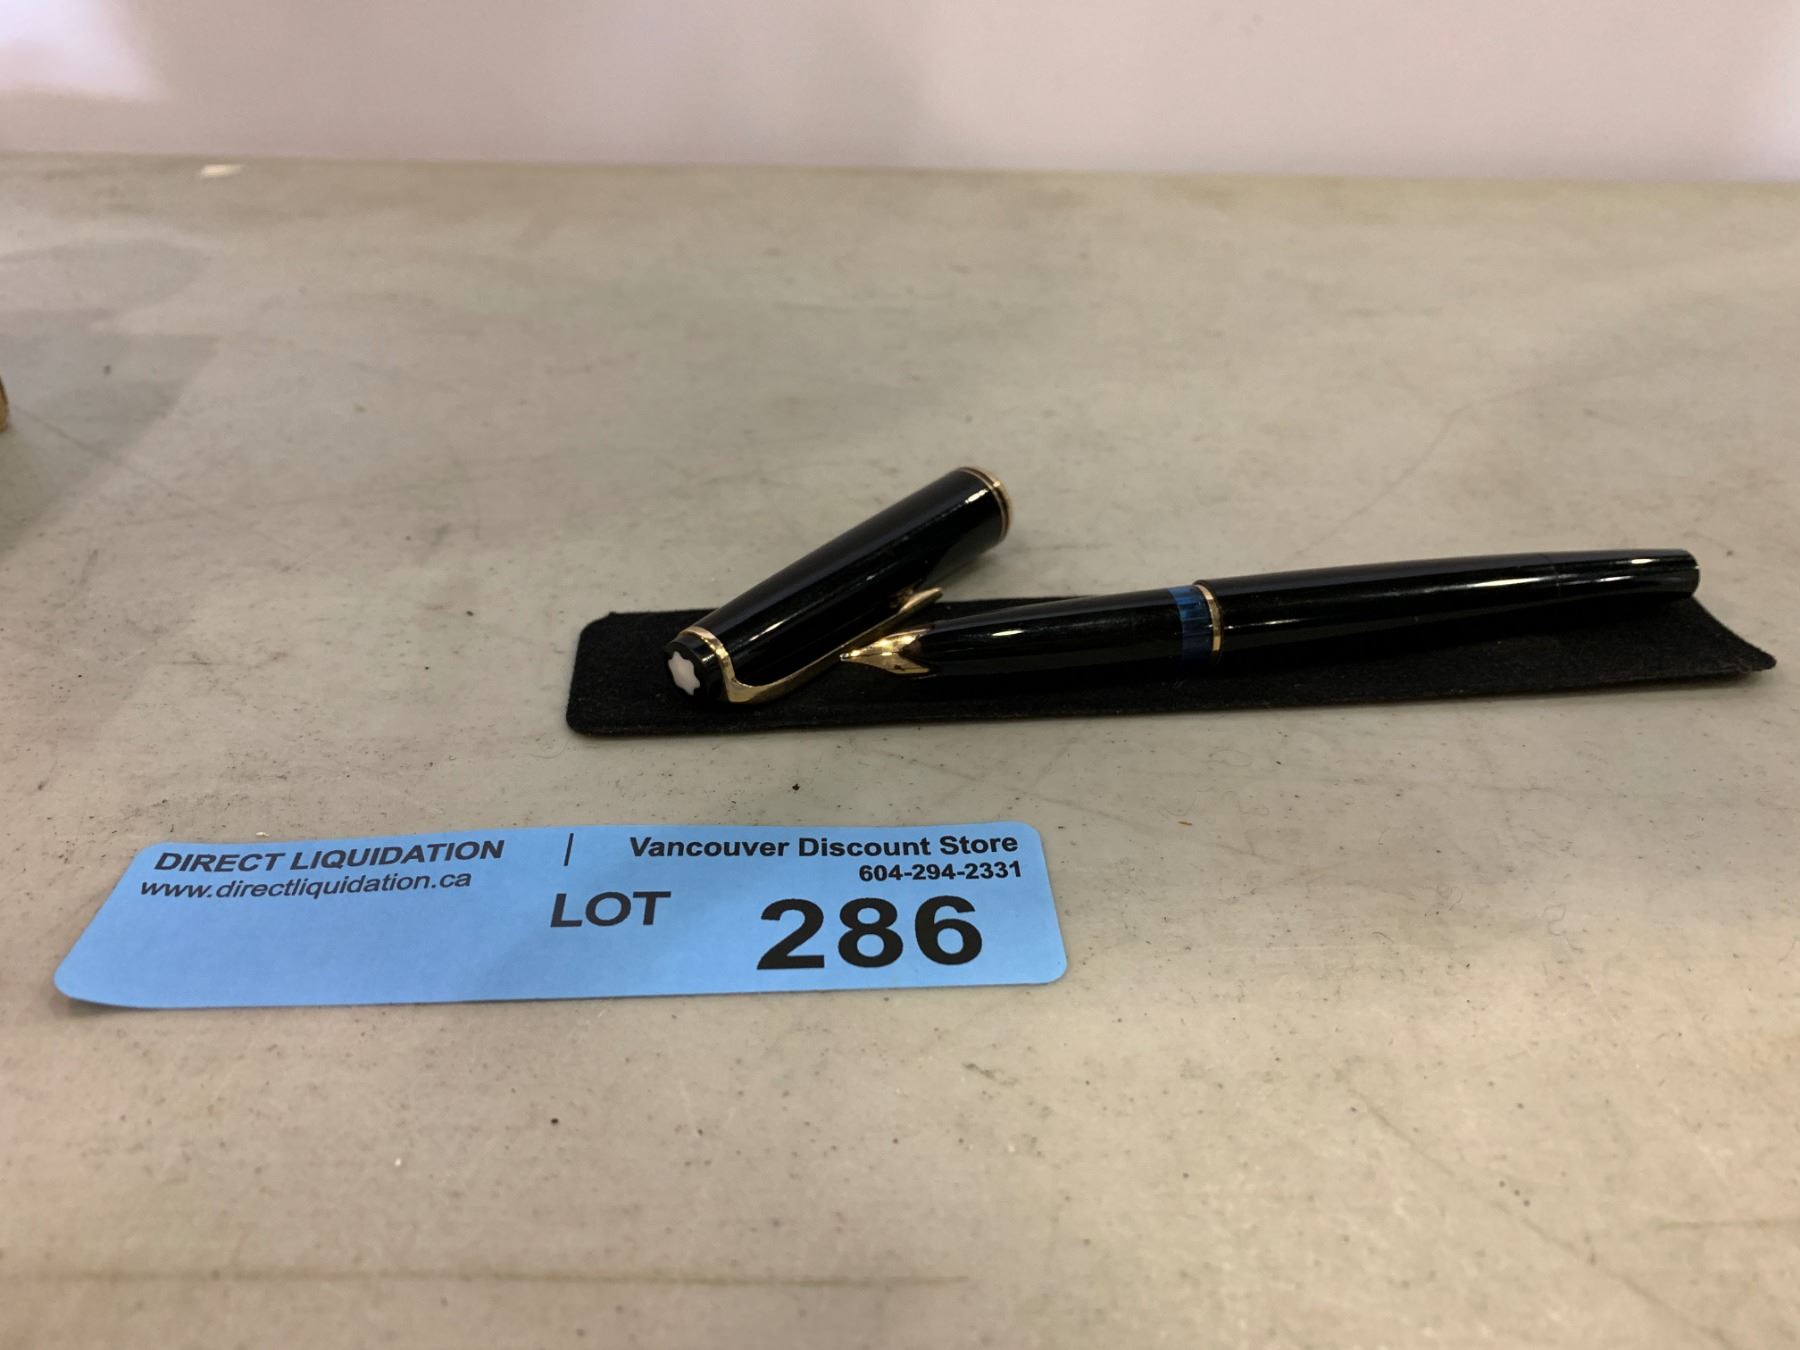 DIRECT LIQUIDATION | Vancouver Discount Store
www.directliquidation.ca 604-294-2331
LOT 286